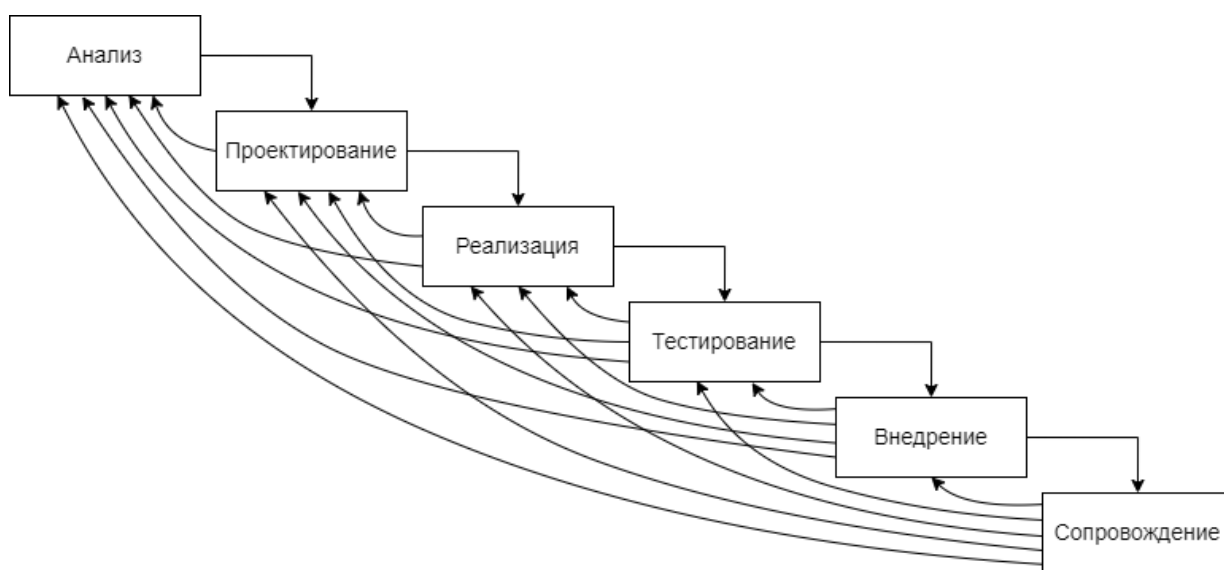 Анализ
Проектирование
Реализация
Тестирование
Внедрение
Сопровождение